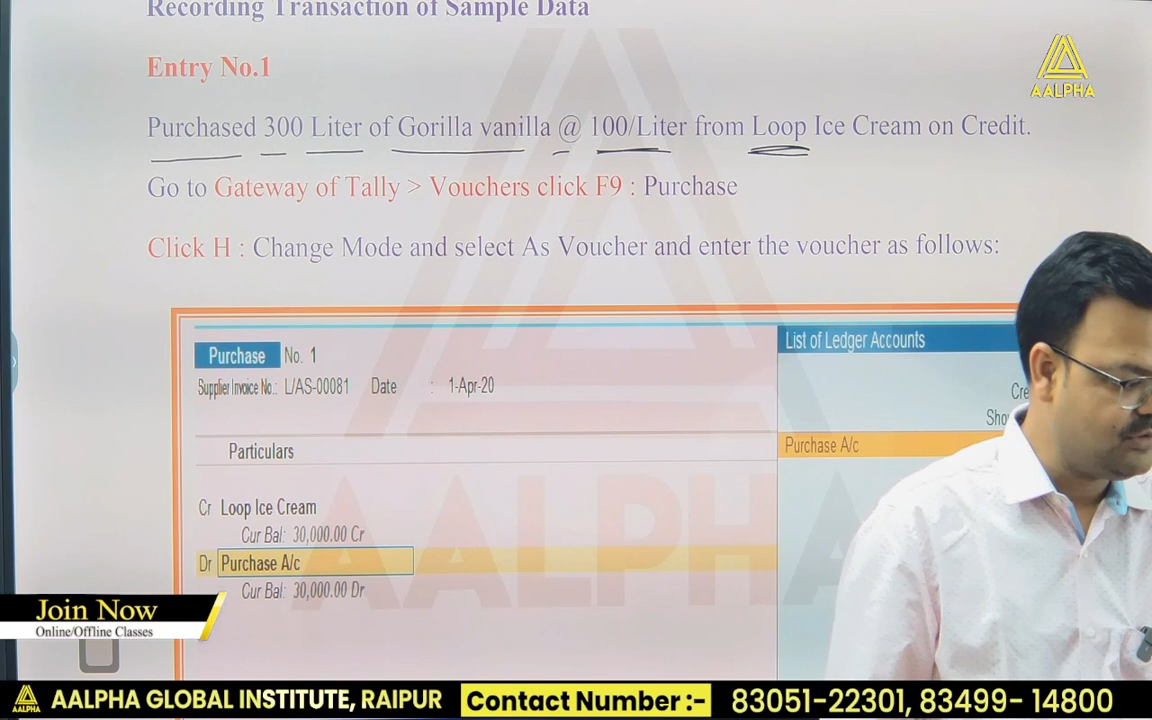 Recording Transaction of Sample Data
AALPHA
Entry No.1
Purchased 300 Liter of Gorilla vanilla @ 100/Liter from Loop Ice Cream on Credit.
Go to Gateway of Tally > Vouchers click F9 : Purchase
Click H : Change Mode and select As Voucher and enter the voucher as follows:
Purchase No. 1
List of Ledger Accounts
Supplier Invoice No.: L/AS-00081 Date : 1-Apr-20
Cre
Sho
Particulars
Purchase A/c
Cr Loop Ice Cream
Cur Bal: 30,000.00 Cr
Dr Purchase A/c
Cur Bal: 30,000.00 Dr
AALPHA
Join Now
Online/Offline Classes
AALPHA
AALPHA GLOBAL INSTITUTE, RAIPUR Contact Number :- 83051-22301, 83499- 14800